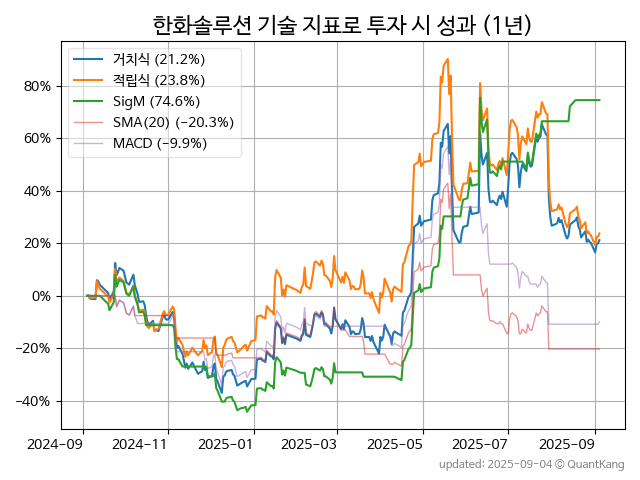 한화솔루션 기술 지표로 투자 시 성과 (1년)
거치식 (21.2%)
적립식 (23.8%)
SigM (74.6%)
SMA(20) (−20.3%)
MACD (−9.9%)
80%
60%
40%
20%
0%
−20%
−40%
2024-09 2024-11 2025-01 2025-03 2025-05 2025-07 2025-09
updated: 2025-09-04 © QuantKang